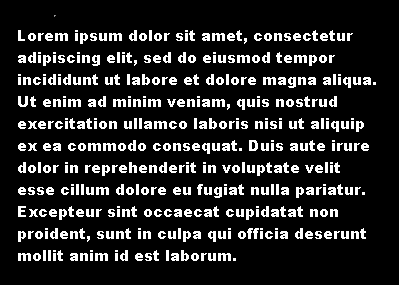 Lorem ipsum dolor sit amet, consectetur
adipiscing elit, sed do eiusmod tempor
incididunt ut labore et dolore magna aliqua.
Ut enim ad minim veniam, quis nostrud
exercitation ullamco laboris nisi ut aliquip
ex ea commodo consequat. Duis aute irure
dolor in reprehenderit in voluptate velit
esse cillum dolore eu fugiat nulla pariatur.
Excepteur sint occaecat cupidatat non
proident, sunt in culpa qui officia deserunt
mollit anim id est laborum.